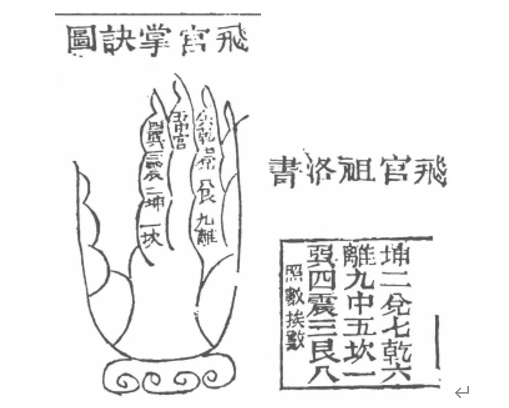 飛宮掌訣圖
六乾七兌八艮九離
五中宮
四巽三震二坤一坎
飛宮祖洛書
坤二兌七乾六
離九中五坎一
巽四震三艮八
照數挨數